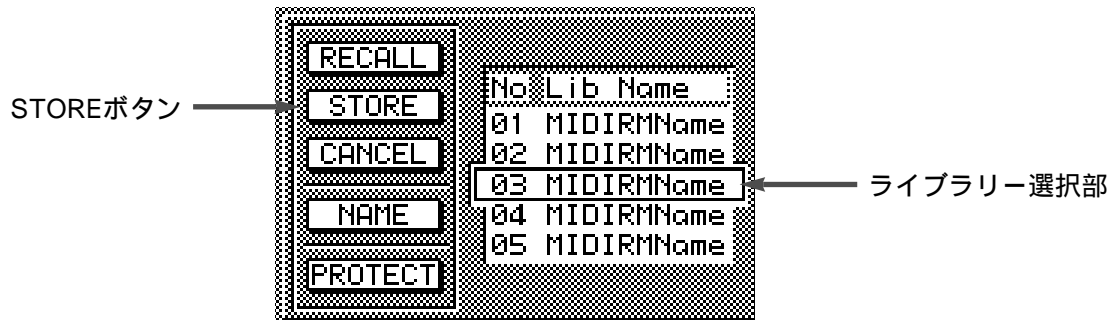 STOREボタン
RECALL
STORE
CANCEL
NAME
PROTECT
No Lib Name
01 MIDIRMName
02 MIDIRMName
03 MIDIRMName
04 MIDIRMName
05 MIDIRMName
ライブラリー選択部